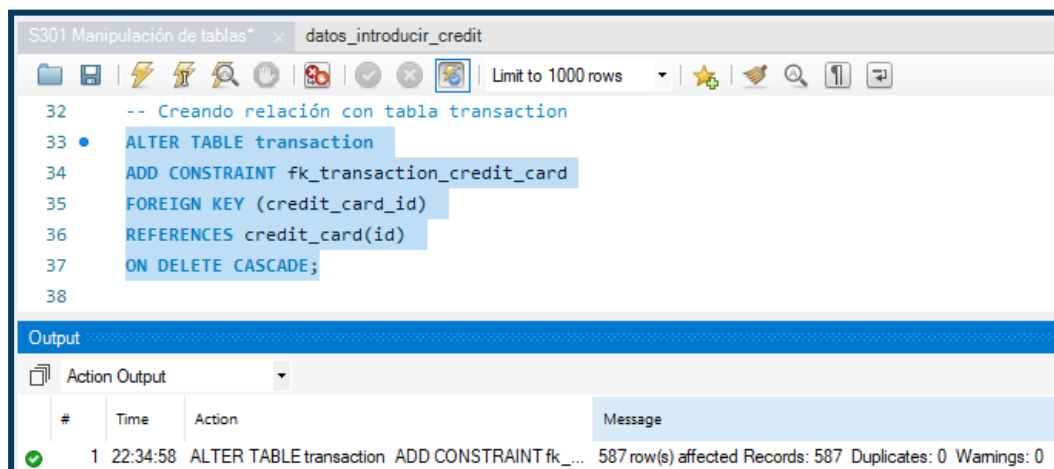 S301 Manipulación de tablas* × datos_introducir_credit
Limit to 1000 rows
32 -- Creando relación con tabla transaction
33 ALTER TABLE transaction
34 ADD CONSTRAINT fk_transaction_credit_card
35 FOREIGN KEY (credit_card_id)
36 REFERENCES credit_card(id)
37 ON DELETE CASCADE;
38
Output
Action Output
# Time Action Message
1 22:34:58 ALTER TABLE transaction ADD CONSTRAINT fk_... 587 row(s) affected Records: 587 Duplicates: 0 Warnings: 0